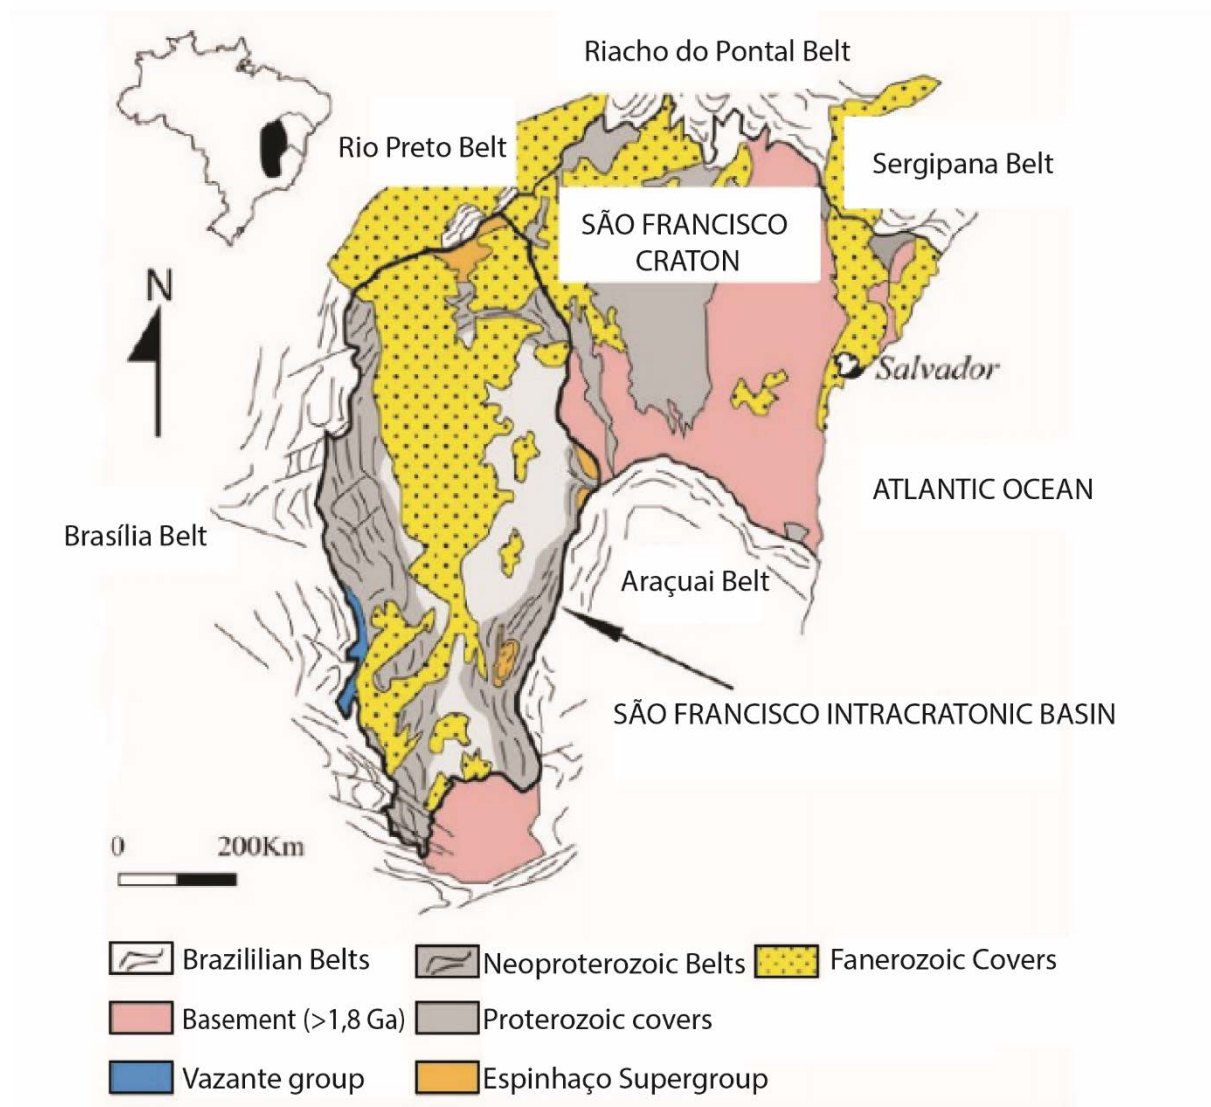 Riacho do Pontal Belt
Rio Preto Belt
Sergipana Belt
SÃO FRANCISCO
CRATON
N
Salvador
ATLANTIC OCEAN
Brasília Belt
Araçuai Belt
SÃO FRANCISCO INTRACRATONIC BASIN
0 200Km
Brazililian Belts
Neoproterozoic Belts
Fanerozoic Covers
Basement (>1,8 Ga)
Proterozoic covers
Vazante group
Espinhaço Supergroup